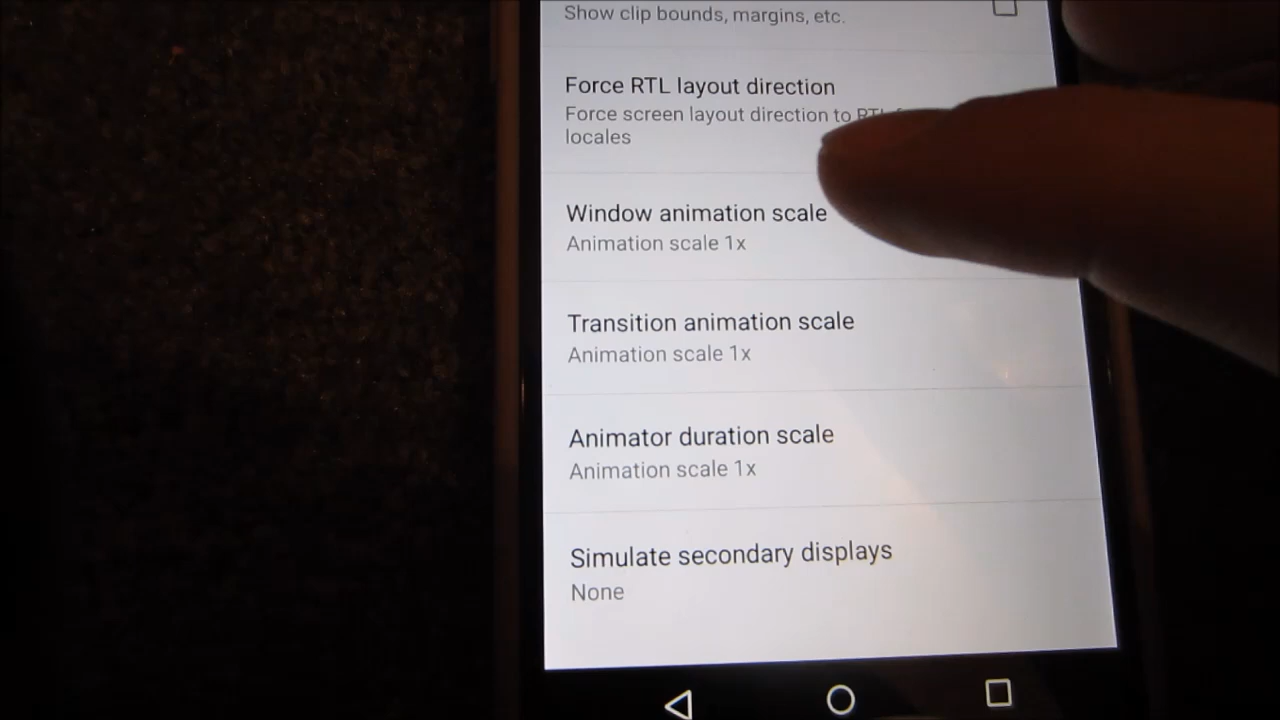 Show clip bounds, margins, etc.
Force RTL layout direction
Force screen layout direction to RTL
locales
Window animation scale
Animation scale 1x
Transition animation scale
Animation scale 1x
Animator duration scale
Animation scale 1x
Simulate secondary displays
None